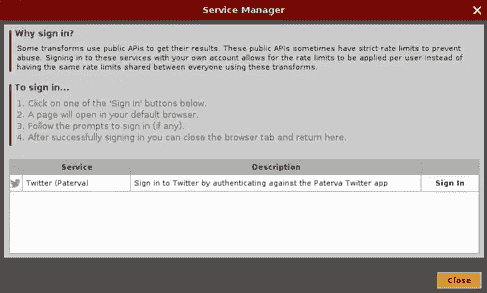 Service Manager
Why sign in?
Some transforms use public APIs to get their results. These public APIs sometimes have strict rate limits to prevent
abuse. Signing in to these services with your own account allows for the rate limits to be applied per user instead of
having the same rate limits shared between everyone using these transforms.
To sign in...
1. Click on one of the 'Sign in' buttons below.
2. A page will open in your default browser.
3. Follow the prompts to sign in (if any).
4. After successfully signing in you can close the browser tab and return here.
Service Description
Twitter (Paterva) Sign in to Twitter by authenticating against the Paterva Twitter app Sign In
Close